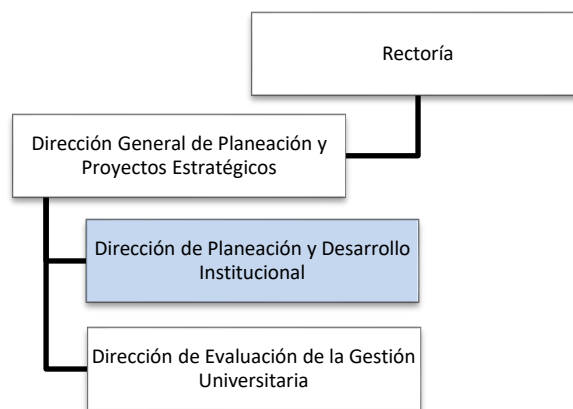 Rectoría
Dirección General de Planeación y
Proyectos Estratégicos
Dirección de Planeación y Desarrollo
Institucional
Dirección de Evaluación de la Gestión
Universitaria